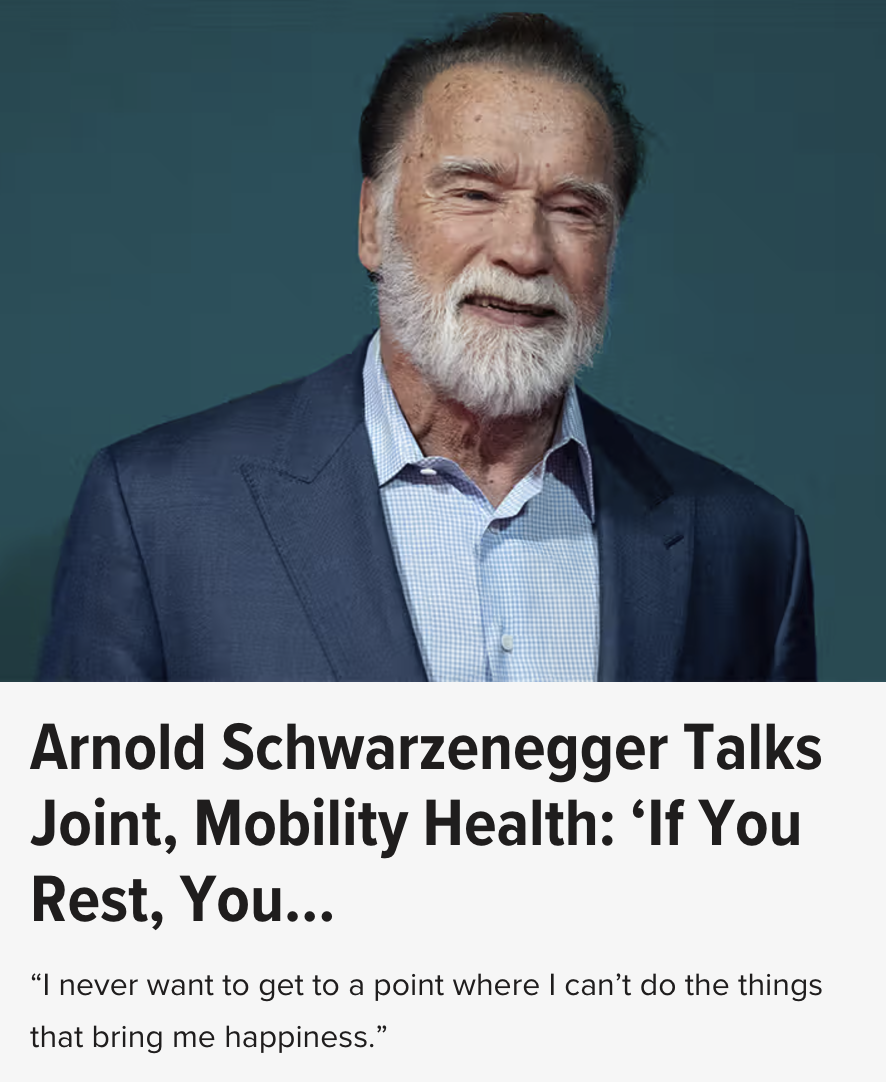 Arnold Schwarzenegger Talks
Joint, Mobility Health: ‘If You
Rest, You...
“I never want to get to a point where I can’t do the things
that bring me happiness.”